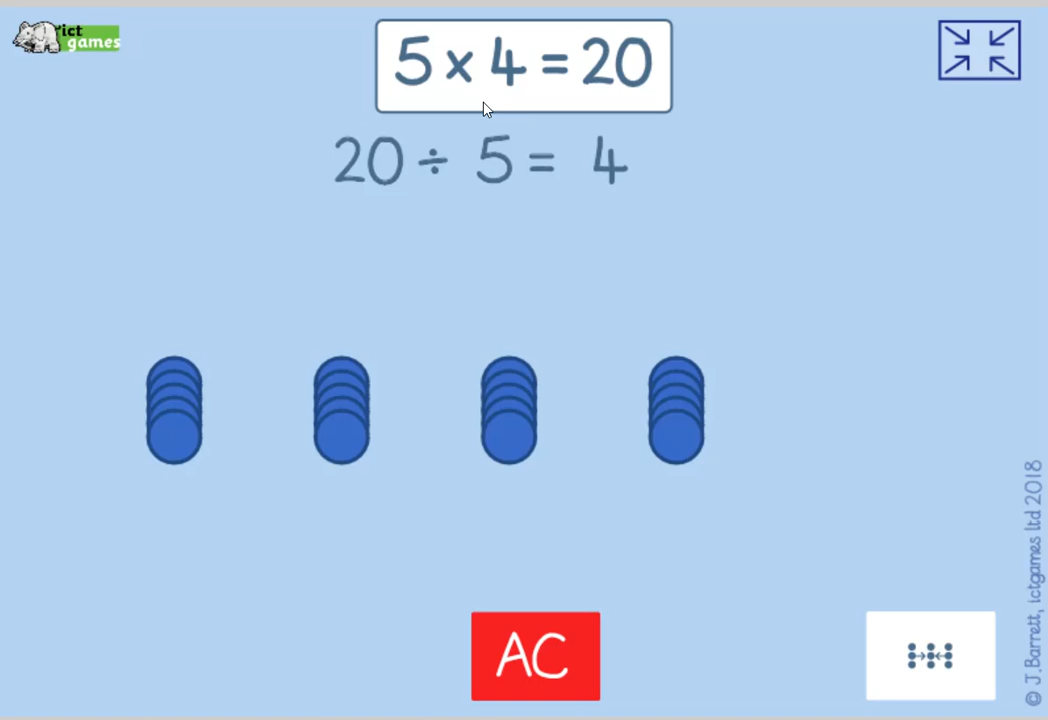 ict
games
5 × 4 = 20
20 ÷ 5 = 4
AC
© J.Barrett, ictgames ltd 2018